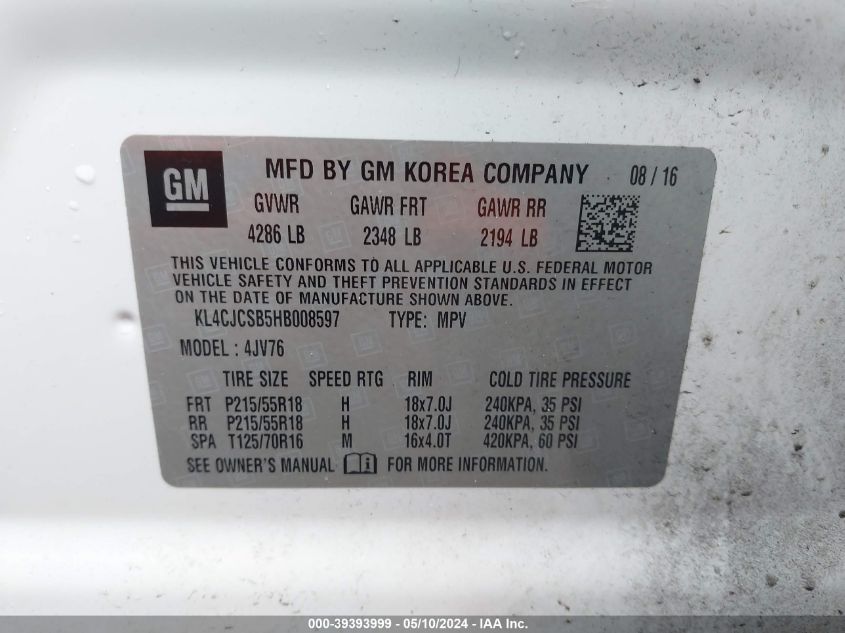 GM MFD BY GM KOREA COMPANY 08 / 16
GVWR GAWR FRT GAWR RR
4286 LB 2348 LB 2194 LB
THIS VEHICLE CONFORMS TO ALL APPLICABLE U.S. FEDERAL MOTOR
VEHICLE SAFETY AND THEFT PREVENTION STANDARDS IN EFFECT
ON THE DATE OF MANUFACTURE SHOWN ABOVE.
KL4CJCSB5HB008597 TYPE: MPV
MODEL : 4JV76
TIRE SIZE SPEED RTG RIM COLD TIRE PRESSURE
FRT P215/55R18 H 18x7.0J 240KPA, 35 PSI
RR P215/55R18 H 18x7.0J 240KPA, 35 PSI
SPA T125/70R16 M 16x4.0T 420KPA, 60 PSI
SEE OWNER'S MANUAL FOR MORE INFORMATION.
000-39393999 - 05/10/2024 - IAA Inc.